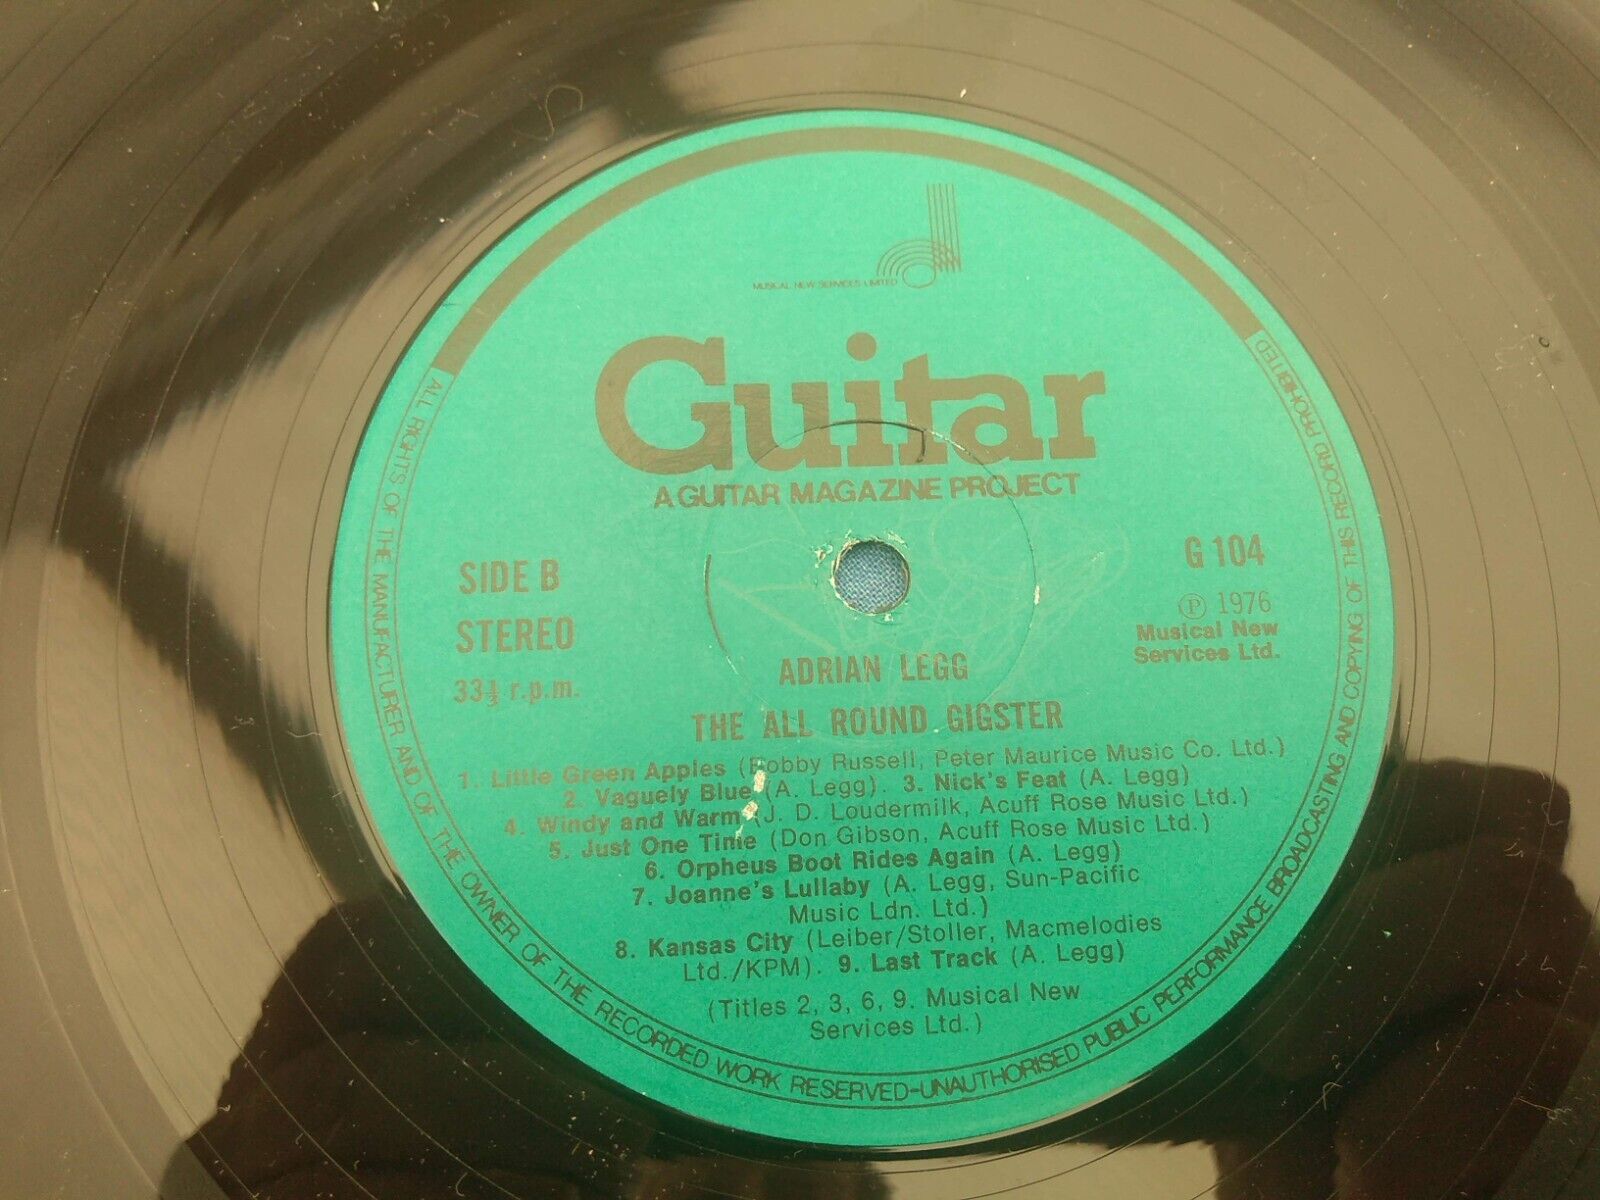 MUSICAL NEW SERVICES LIMITED
Guitar
A GUITAR MAGAZINE PROJECT
SIDE B
STEREO
33⅓ r.p.m.
G 104
Ⓟ 1976
Musical New
Services Ltd.
ADRIAN LEGG
THE ALL ROUND GIGSTER
1. Little Green Apples (Bobby Russell, Peter Maurice Music Co. Ltd.)
2. Vaguely Blue (A. Legg). 3. Nick's Feat (A. Legg)
4. Windy and Warm (J. D. Loudermilk, Acuff Rose Music Ltd.)
5. Just One Time (Don Gibson, Acuff Rose Music Ltd.)
6. Orpheus Boot Rides Again (A. Legg)
7. Joanne's Lullaby (A. Legg, Sun-Pacific
Music Ldn. Ltd.)
8. Kansas City (Leiber/Stoller, Macmelodies
Ltd./KPM). 9. Last Track (A. Legg)
(Titles 2, 3, 6, 9. Musical New
Services Ltd.)
ALL RIGHTS OF THE MANUFACTURER AND OF THE OWNER OF THE RECORDED WORK RESERVED-UNAUTHORISED PUBLIC PERFORMANCE BROADCASTING AND COPYING OF THIS RECORD PROHIBITED